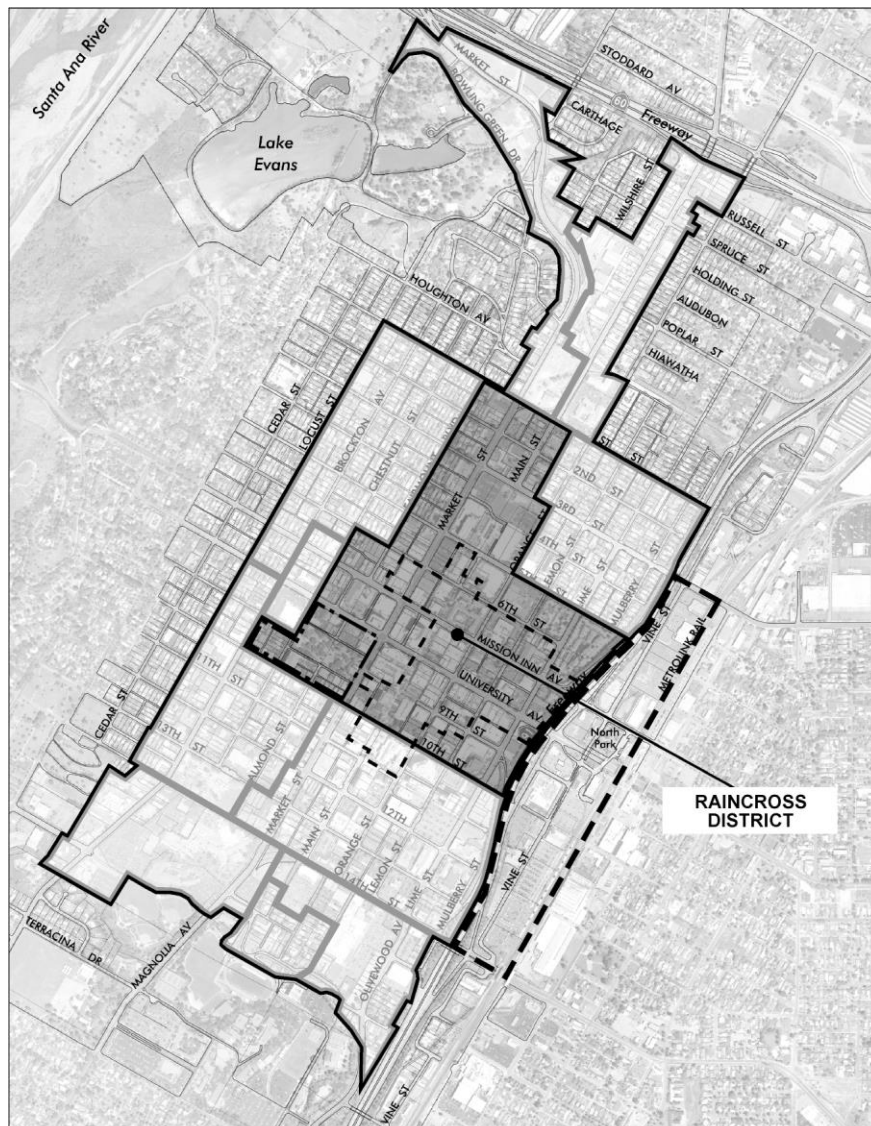 Santa Ana River
Lake
Evans
MARKET ST
BOWLING GREEN DR
STODDARD AV
60
Freeway
CARTHAGE
WILSHIRE ST
RUSSELL ST
SPRUCE ST
HOLDING ST
AUDUBON
POPLAR ST
HIAWATHA
HOUGHTON AV
CEDAR ST
LOCUST ST
BROCKTON AV
CHESTNUT ST
MARKET ST
MAIN ST
ST
ST
2ND ST
3RD ST
4TH ST
LEMON ST
LIME ST
MULBERRY ST
6TH ST
MISSION INN AV
UNIVERSITY AV
9TH ST
10TH ST
Freeway
VINE ST
METROLINK RAIL
North
Park
RAINCROSS
DISTRICT
11TH ST
13TH ST
CEDAR ST
ALMOND ST
MARKET ST
MAIN ST
ORANGE ST
12TH
LEMON ST
14TH ST
LIME ST
MULBERRY ST
VINE ST
OLIVEWOOD AV
TERRACINA DR
MAGNOLIA AV
VINE ST